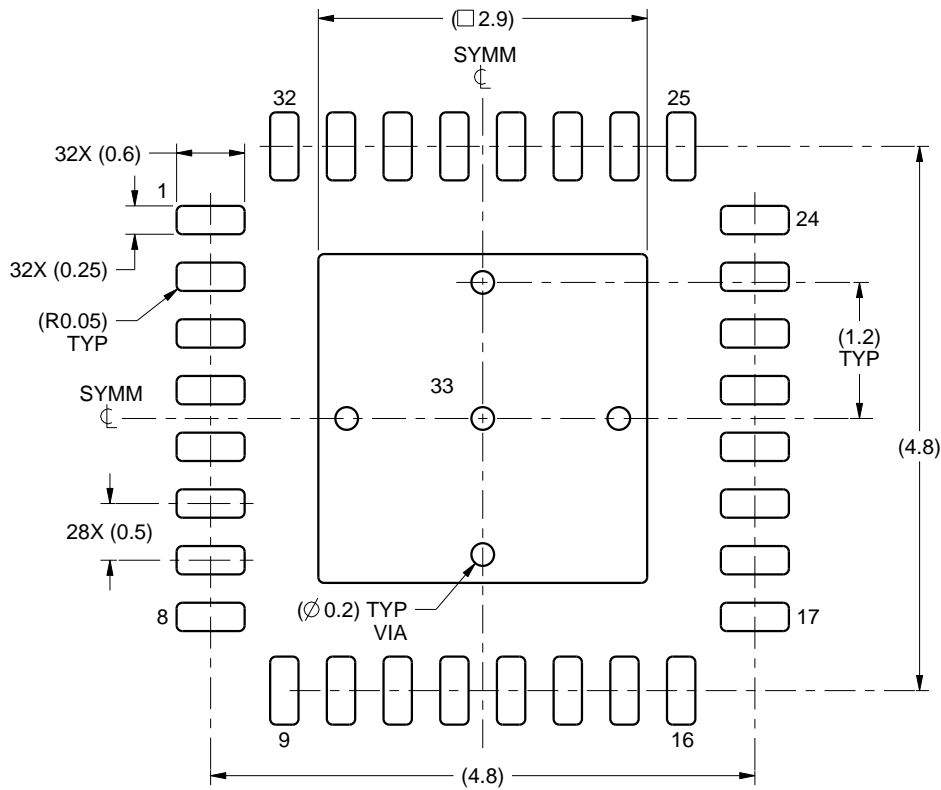 (□ 2.9)
SYMM
℄
32
25
32X (0.6)
1
24
32X (0.25)
(R0.05)
TYP
(1.2)
TYP
33
SYMM
℄
(4.8)
28X (0.5)
8
(∅ 0.2) TYP
VIA
17
9
16
(4.8)